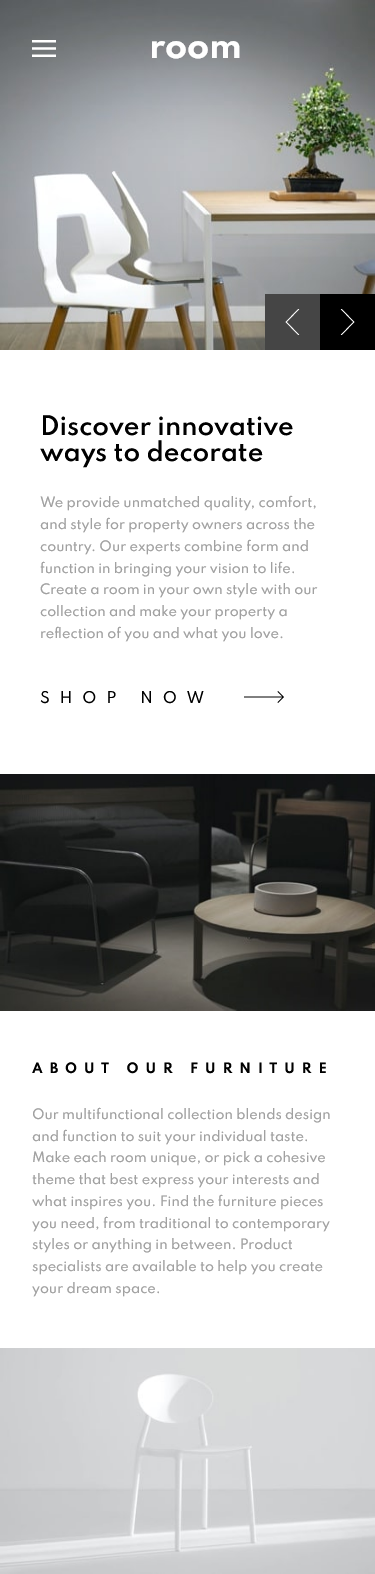 room
Discover innovative
ways to decorate
We provide unmatched quality, comfort,
and style for property owners across the
country. Our experts combine form and
function in bringing your vision to life.
Create a room in your own style with our
collection and make your property a
reflection of you and what you love.
SHOP NOW
ABOUT OUR FURNITURE
Our multifunctional collection blends design
and function to suit your individual taste.
Make each room unique, or pick a cohesive
theme that best express your interests and
what inspires you. Find the furniture pieces
you need, from traditional to contemporary
styles or anything in between. Product
specialists are available to help you create
your dream space.